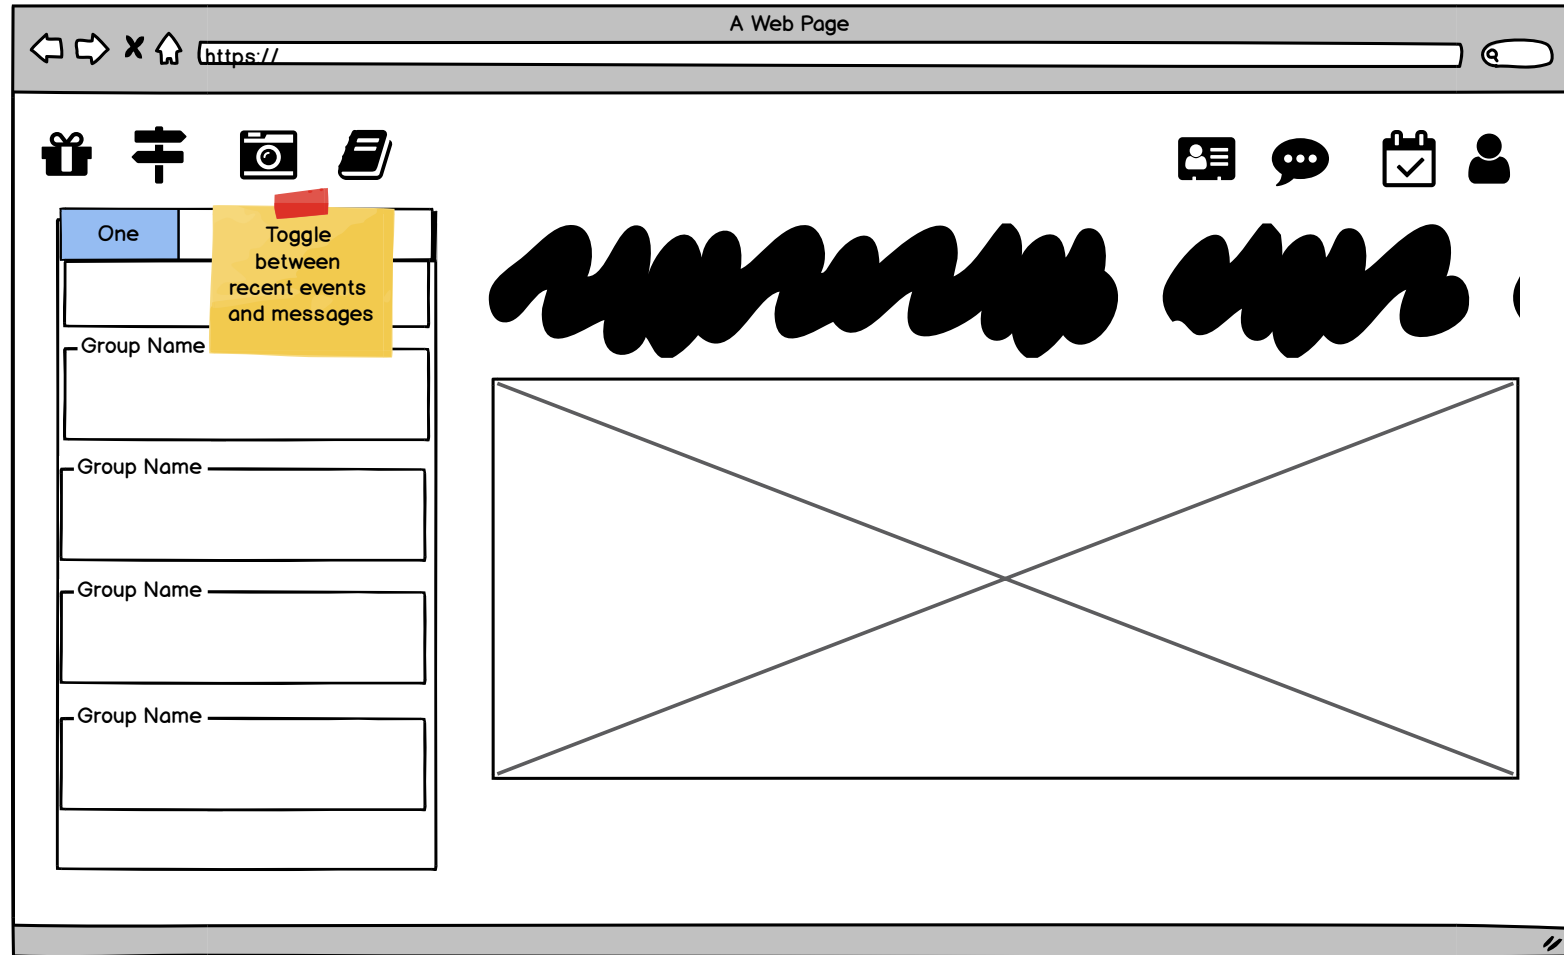 A Web Page
https://
One
Toggle
between
recent events
and messages
Group Name
Group Name
Group Name
Group Name